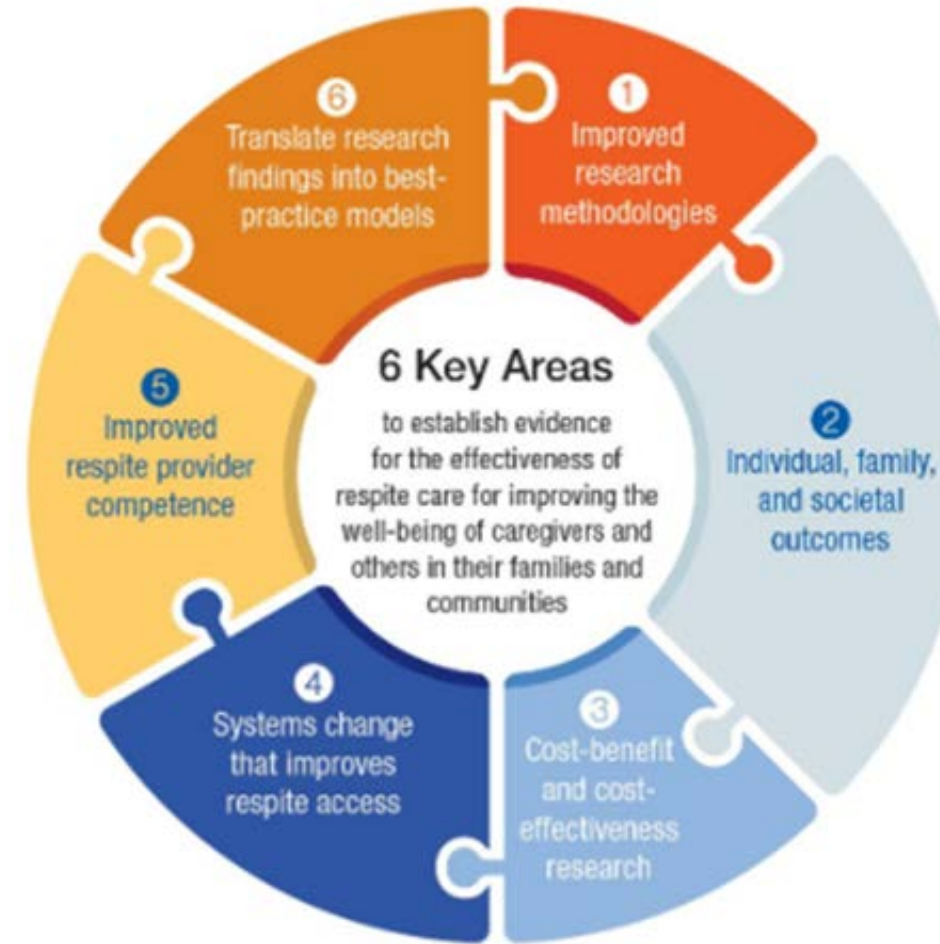 6 Key Areas
to establish evidence
for the effectiveness of
respite care for improving the
well-being of caregivers and
others in their families and
communities
1
Improved
research
methodologies
2
Individual, family,
and societal
outcomes
3
Cost-benefit
and cost-
effectiveness
research
4
Systems change
that improves
respite access
5
Improved
respite provider
competence
6
Translate research
findings into best-
practice models